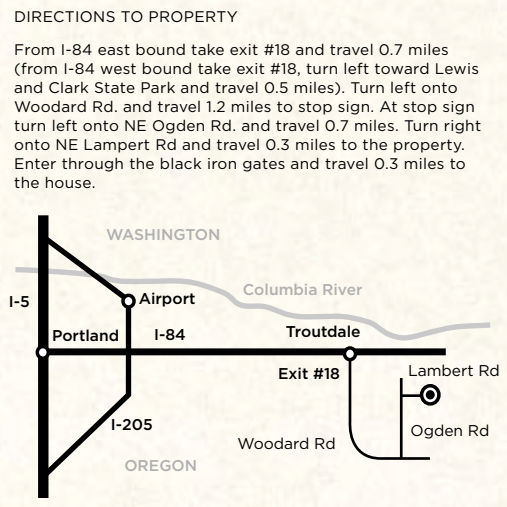 DIRECTIONS TO PROPERTY
From I-84 east bound take exit #18 and travel 0.7 miles
(from I-84 west bound take exit #18, turn left toward Lewis
and Clark State Park and travel 0.5 miles). Turn left onto
Woodard Rd. and travel 1.2 miles to stop sign. At stop sign
turn left onto NE Ogden Rd. and travel 0.7 miles. Turn right
onto NE Lampert Rd and travel 0.3 miles to the property.
Enter through the black iron gates and travel 0.3 miles to
the house.
WASHINGTON
Columbia River
I-5
Airport
Portland
I-84
Troutdale
Exit #18
Lambert Rd
I-205
Woodard Rd
Ogden Rd
OREGON